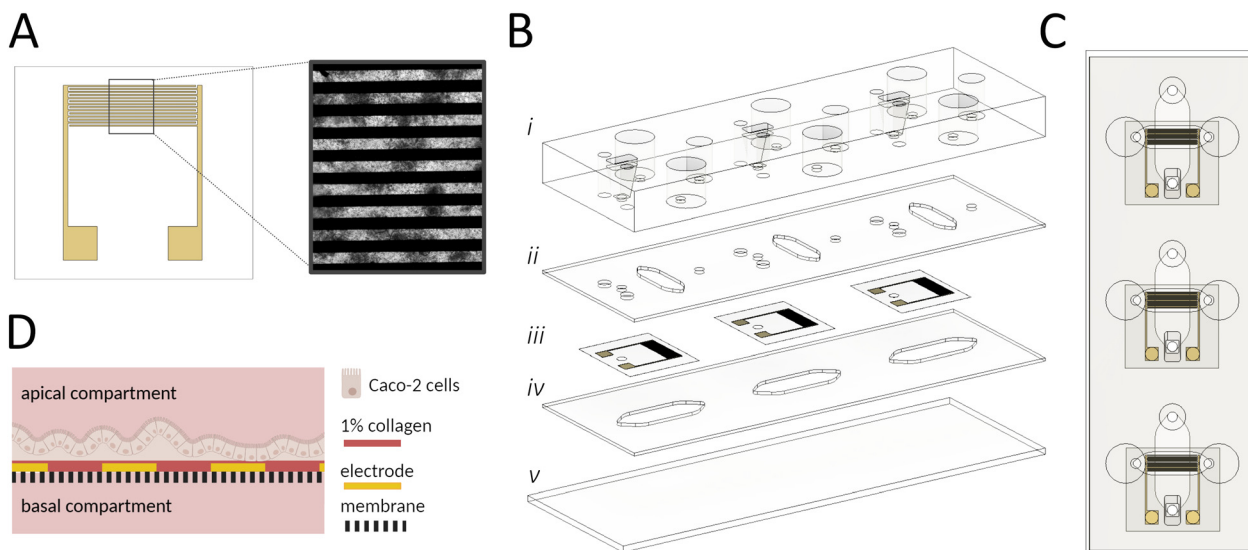 A
B
C
i
ii
iii
iv
v
D
apical compartment
basal compartment
Caco-2 cells
1% collagen
electrode
membrane